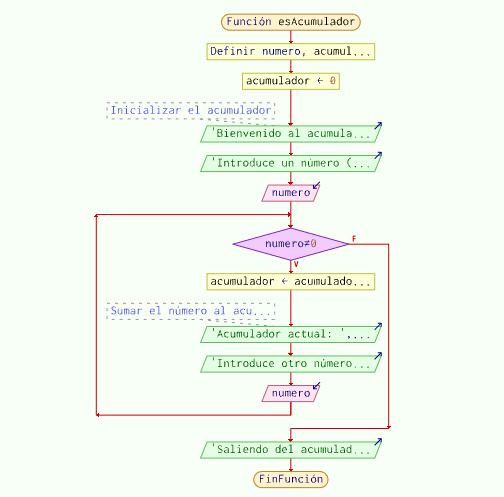 Función esAcumulador
Definir numero, acumul...
acumulador ← 0
Inicializar el acumulador
'Bienvenido al acumula...
'Introduce un número (...
numero
numero≠0
F
V
acumulador ← acumulado...
Sumar el número al acu...
'Acumulador actual: ',...
'Introduce otro número...
numero
'Saliendo del acumulad...
FinFunción